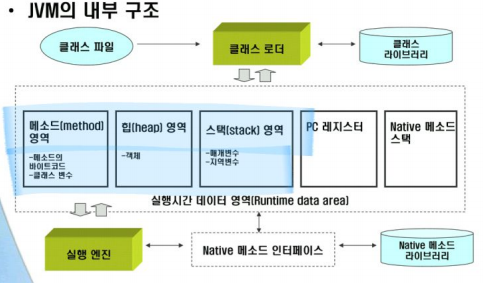 • JVM의 내부 구조
클래스 파일
클래스 로더
클래스
라이브러리
메소드(method)
영역
-메소드의
바이트코드
-클래스 변수
힙(heap) 영역
-객체
스택(stack) 영역
-매개변수
-지역변수
PC 레지스터
Native 메소드
스택
실행시간 데이터 영역(Runtime data area)
실행 엔진
Native 메소드 인터페이스
Native 메소드
라이브러리